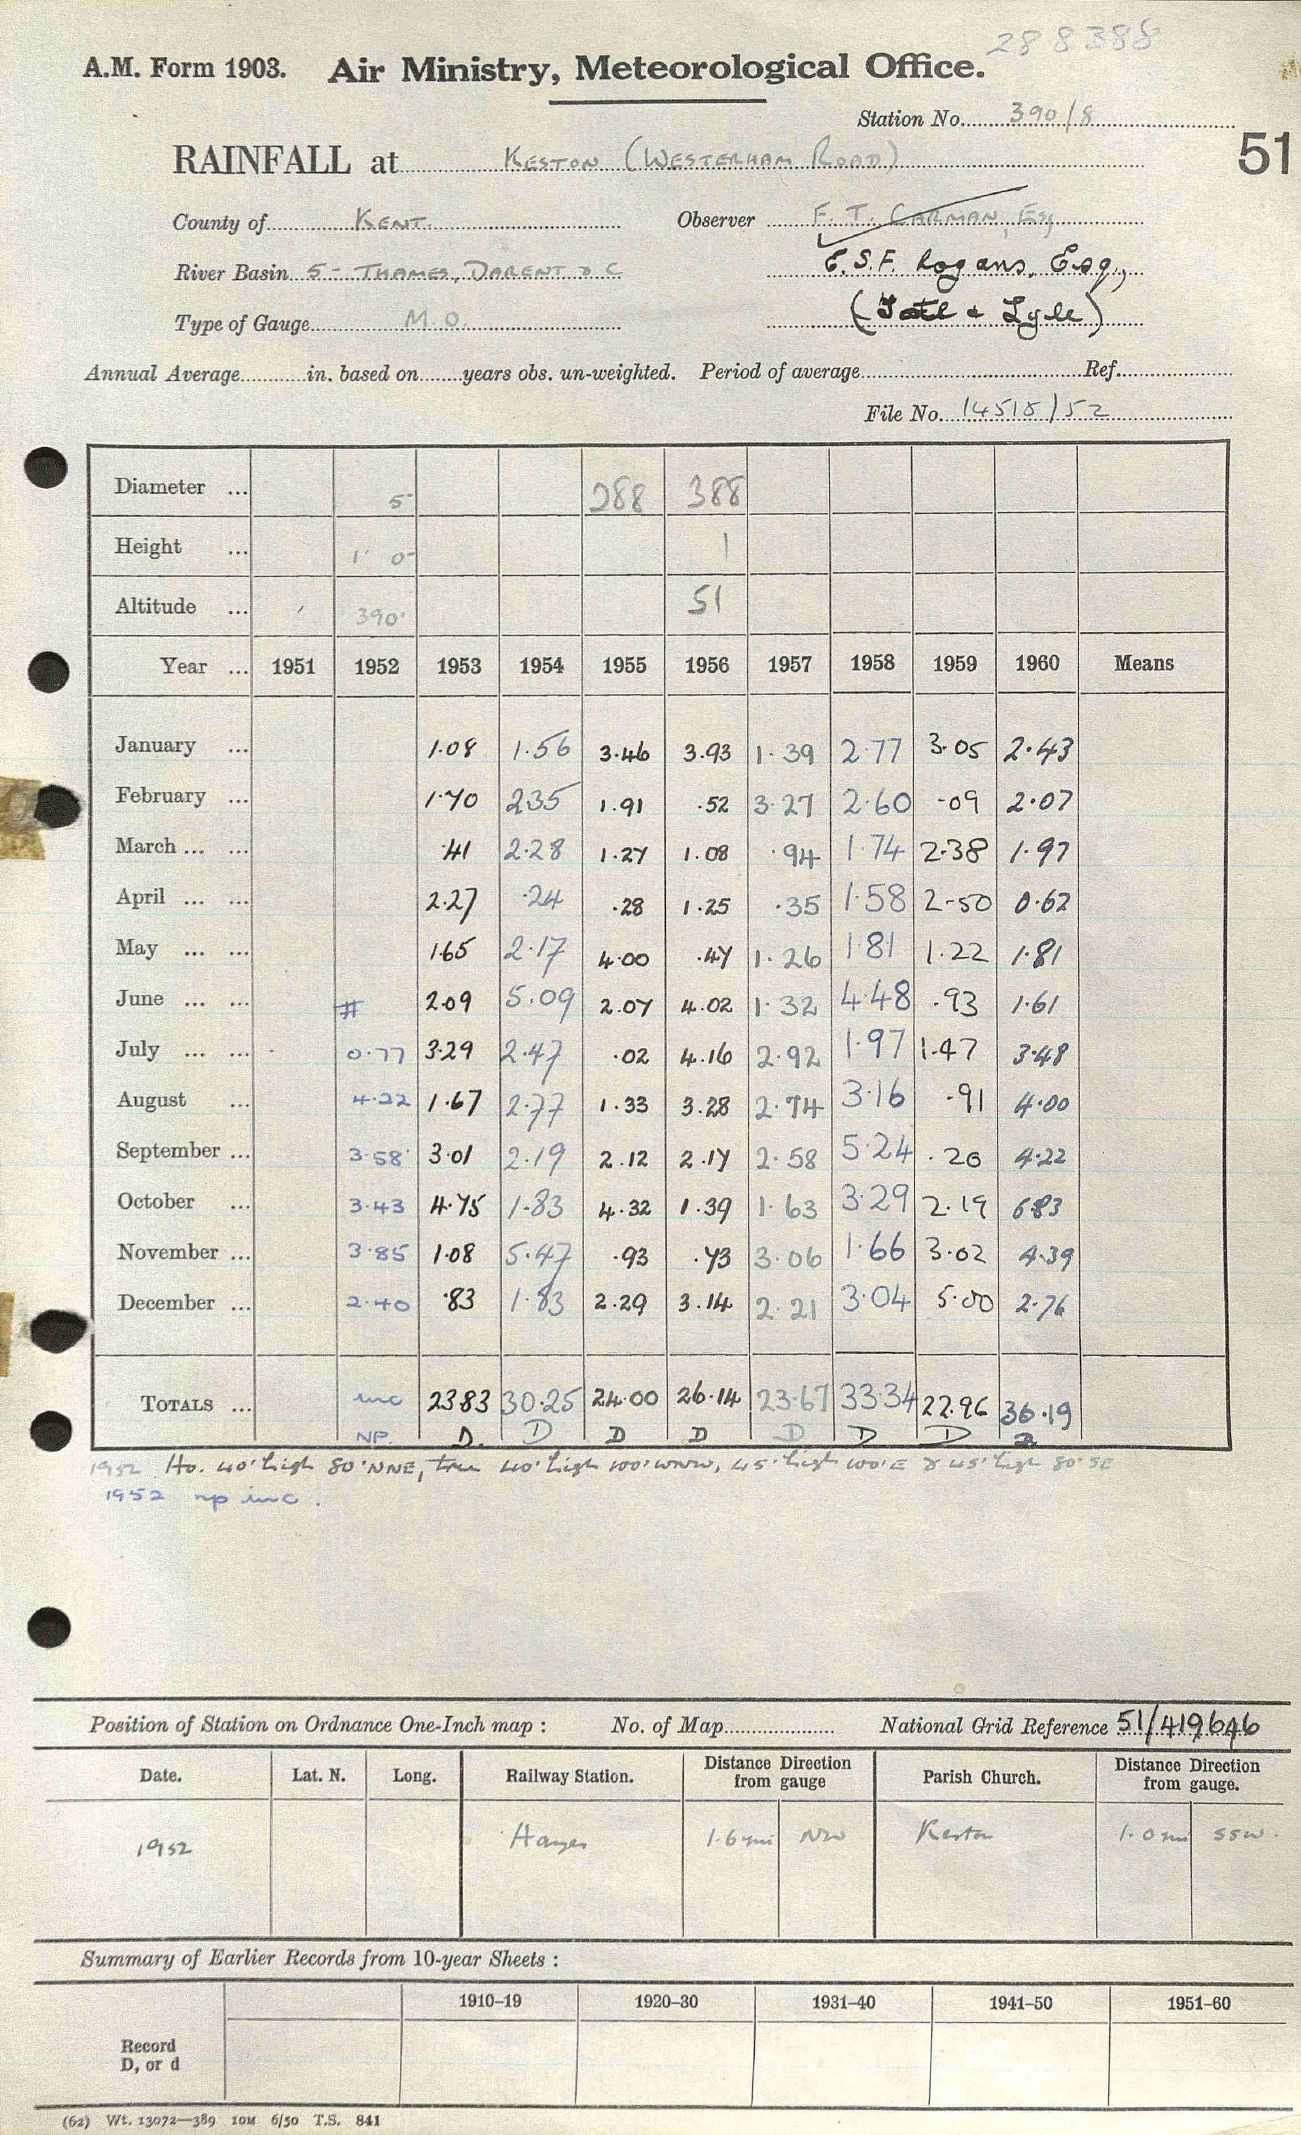 288388
A.M. Form 1903. Air Ministry, Meteorological Office.
Station No. 390/8
51
RAINFALL at KESTON (WESTERHAM ROAD)
County of KENT. Observer F. T. CARMAN, Esq
River Basin 5 - THAMES, DARENT & C E.S.F. Logans, Esq.,
Type of Gauge M.O. (Tate & Lyle)
Annual Average in. based on years obs. un-weighted. Period of average Ref.
File No. 14518/52
Diameter ... 5 288 388
Height ... 1' 0" 1
Altitude ... 390' 51
Year ... 1951 1952 1953 1954 1955 1956 1957 1958 1959 1960 Means
January ... 1.08 1.56 3.46 3.93 1.39 2.77 3.05 2.43
February ... 1.70 2.35 1.91 .52 3.27 2.60 .09 2.07
March ... ... .41 2.28 1.27 1.08 .94 1.74 2.38 1.97
April ... ... 2.27 .24 .28 1.25 .35 1.58 2.50 0.62
May ... ... 1.65 2.17 4.00 .47 1.26 1.81 1.22 1.81
June ... ... # 2.09 5.09 2.07 4.02 1.32 4.48 .93 1.61
July ... ... 0.77 3.29 2.47 .02 4.16 2.92 1.97 1.47 3.48
August ... 4.22 1.67 2.77 1.33 3.28 2.74 3.16 .91 4.00
September ... 3.58 3.01 2.19 2.12 2.17 2.58 5.24 .20 4.22
October ... 3.43 4.75 1.83 4.32 1.39 1.63 3.29 2.19 6.83
November ... 3.85 1.08 5.47 .93 .73 3.06 1.66 3.02 4.39
December ... 2.40 .83 1.83 2.29 3.14 2.21 3.04 5.00 2.76
TOTALS ... inc 23.83 30.25 24.00 26.14 23.67 33.34 22.96 36.19
NP. D. D D D D D D D
1952 Ho. 40' high 80' NNE, tree 40' high 100' WNW, 45' high 100' E & 45' high 80' SE
1952 np inc.
Position of Station on Ordnance One-Inch map : No. of Map National Grid Reference 51/419646
Date. Lat. N. Long. Railway Station. Distance Direction from gauge Parish Church. Distance Direction from gauge.
1952 Hayes 1.6 mi NW Keston 1.0 mi SSW.
Summary of Earlier Records from 10-year Sheets :
1910–19 1920–30 1931–40 1941–50 1951–60
Record
D, or d
(62) Wt. 13072—389 10M 6/50 T.S. 841